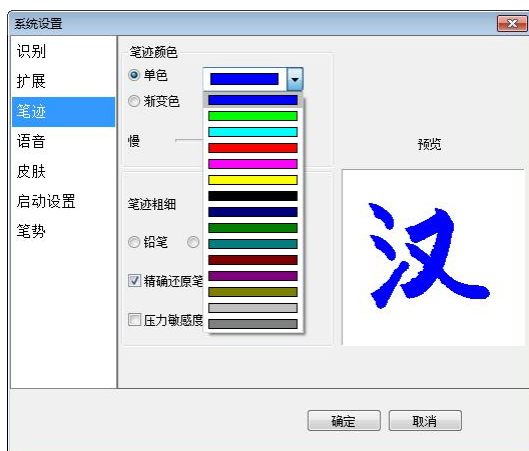 系统设置
识别
扩展
笔迹
语音
皮肤
启动设置
笔势
笔迹颜色
单色
渐变色
慢
笔迹粗细
铅笔
精确还原笔
压力敏感度
预览
汉
确定
取消